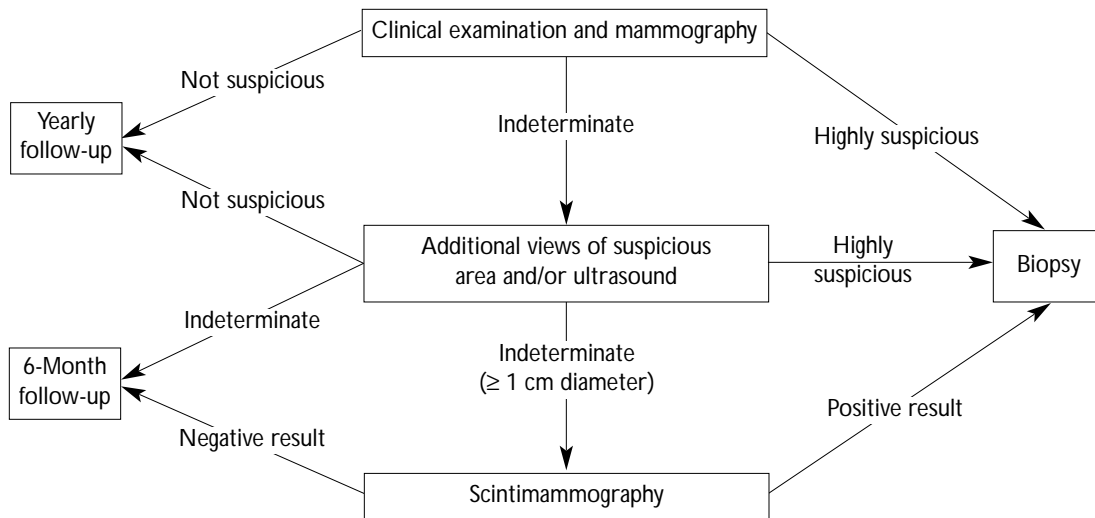 Clinical examination and mammography
Not suspicious
Indeterminate
Highly suspicious
Yearly
follow-up
Not suspicious
Additional views of suspicious
area and/or ultrasound
Highly
suspicious
Biopsy
Indeterminate
Indeterminate
(≥ 1 cm diameter)
6-Month
follow-up
Negative result
Positive result
Scintimammography